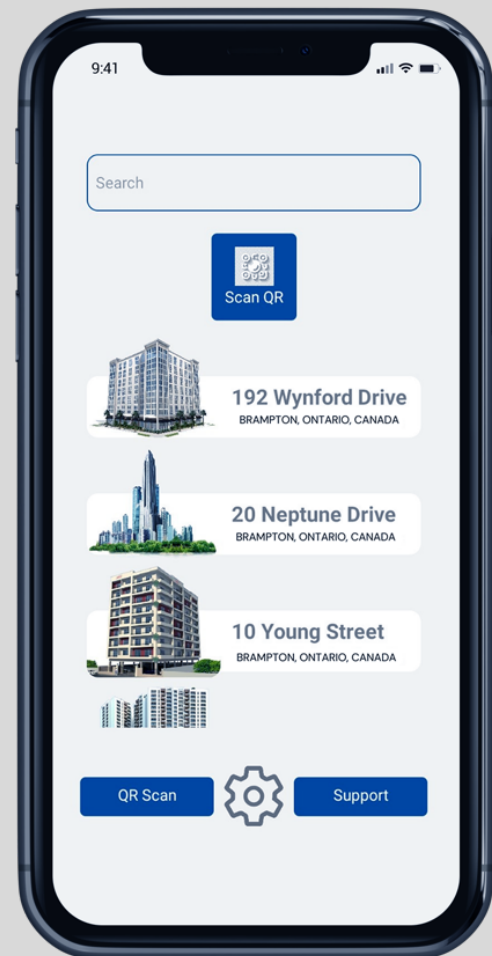 9:41
Search
Scan QR
192 Wynford Drive
BRAMPTON, ONTARIO, CANADA
20 Neptune Drive
BRAMPTON, ONTARIO, CANADA
10 Young Street
BRAMPTON, ONTARIO, CANADA
QR Scan
Support